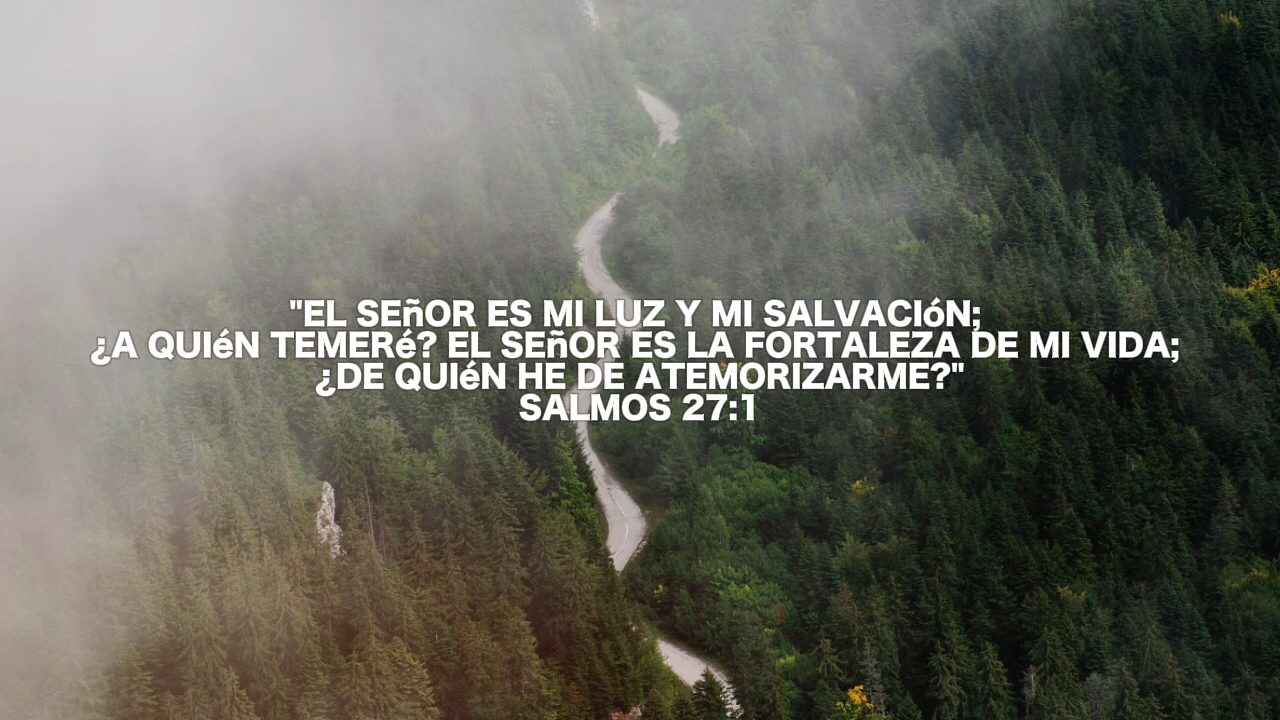 "EL SEñOR ES MI LUZ Y MI SALVACIóN;
¿A QUIéN TEMERé? EL SEñOR ES LA FORTALEZA DE MI VIDA;
¿DE QUIéN HE DE ATEMORIZARME?"
SALMOS 27:1